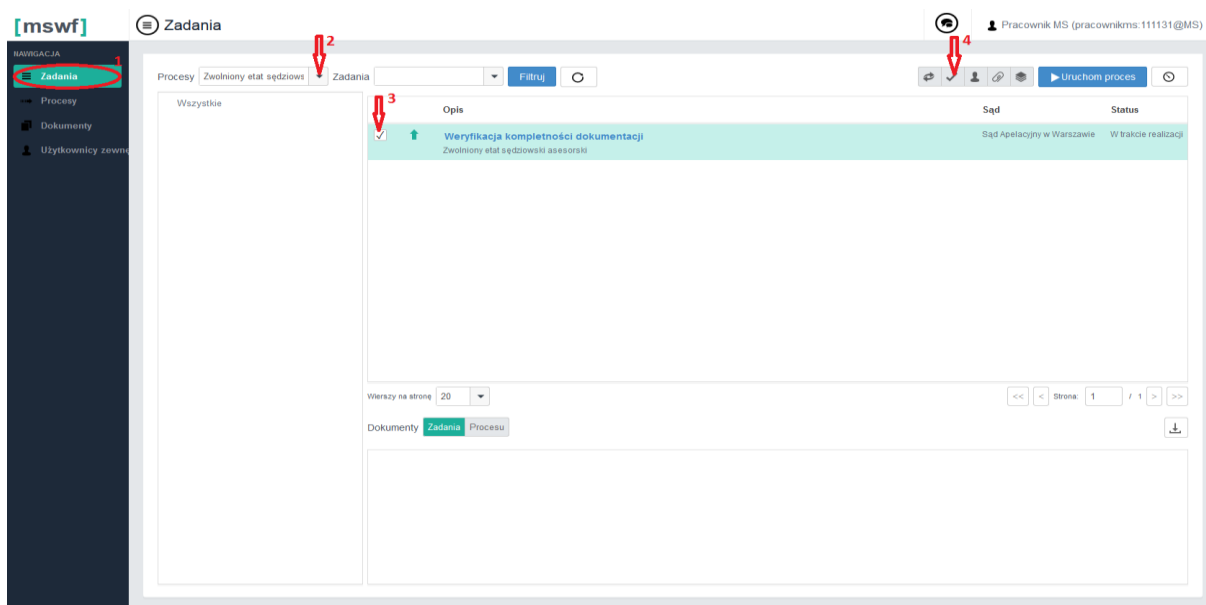 [mswf]
Zadania
Pracownik MS (pracownikms:111131@MS)
NAWIGACJA
1
2
4
Zadania
Procesy Zwolniony etat sędziows Zadania Filtruj Uruchom proces
Procesy
Wszystkie
3
Opis Sąd Status
Dokumenty
Weryfikacja kompletności dokumentacji Sąd Apelacyjny w Warszawie W trakcie realizacji
Użytkownicy zewnę
Zwolniony etat sędziowski asesorski
Wierszy na stronę 20 << < Strona: 1 / 1 > >>
Dokumenty Zadania Procesu